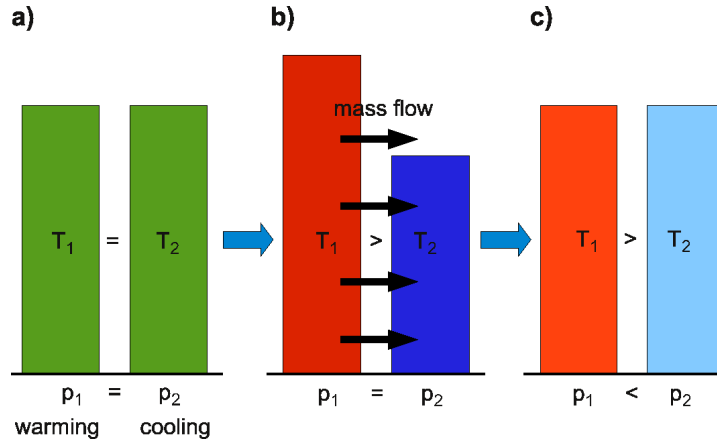 a) b) c)
mass flow
T₁ = T₂ T₁ > T₂ T₁ > T₂
p₁ = p₂ p₁ = p₂ p₁ < p₂
warming cooling